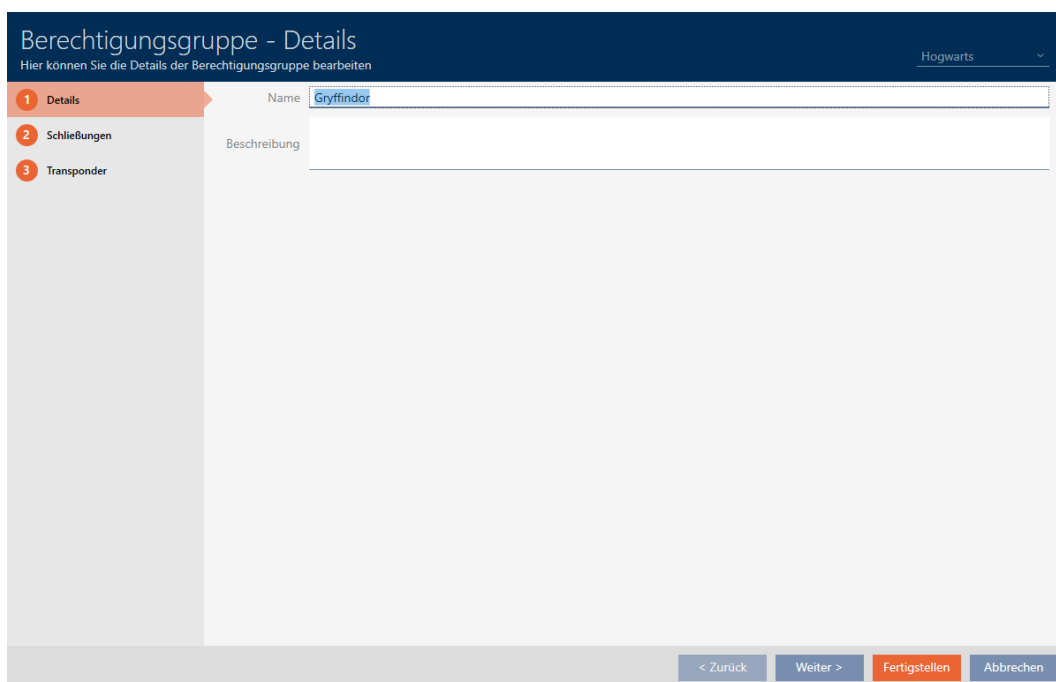 Berechtigungsgruppe - Details
Hier können Sie die Details der Berechtigungsgruppe bearbeiten
Hogwarts
1 Details
2 Schließungen
3 Transponder
Name Gryffindor
Beschreibung
< Zurück Weiter > Fertigstellen Abbrechen